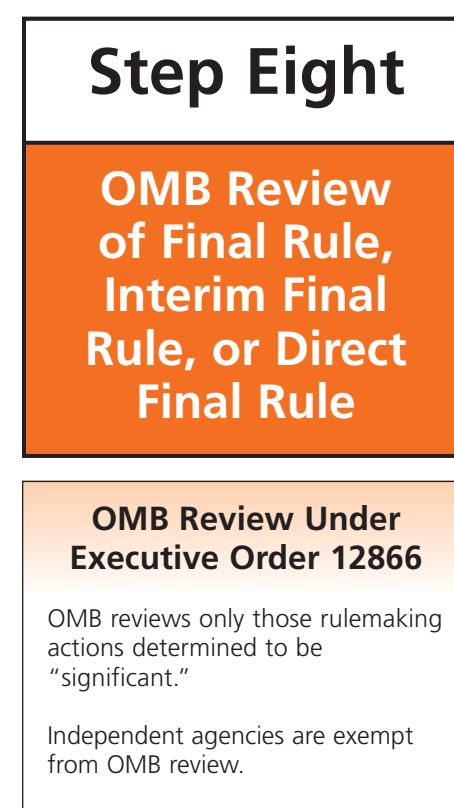 Step Eight
OMB Review
of Final Rule,
Interim Final
Rule, or Direct
Final Rule
OMB Review Under
Executive Order 12866
OMB reviews only those rulemaking
actions determined to be
“significant.”
Independent agencies are exempt
from OMB review.